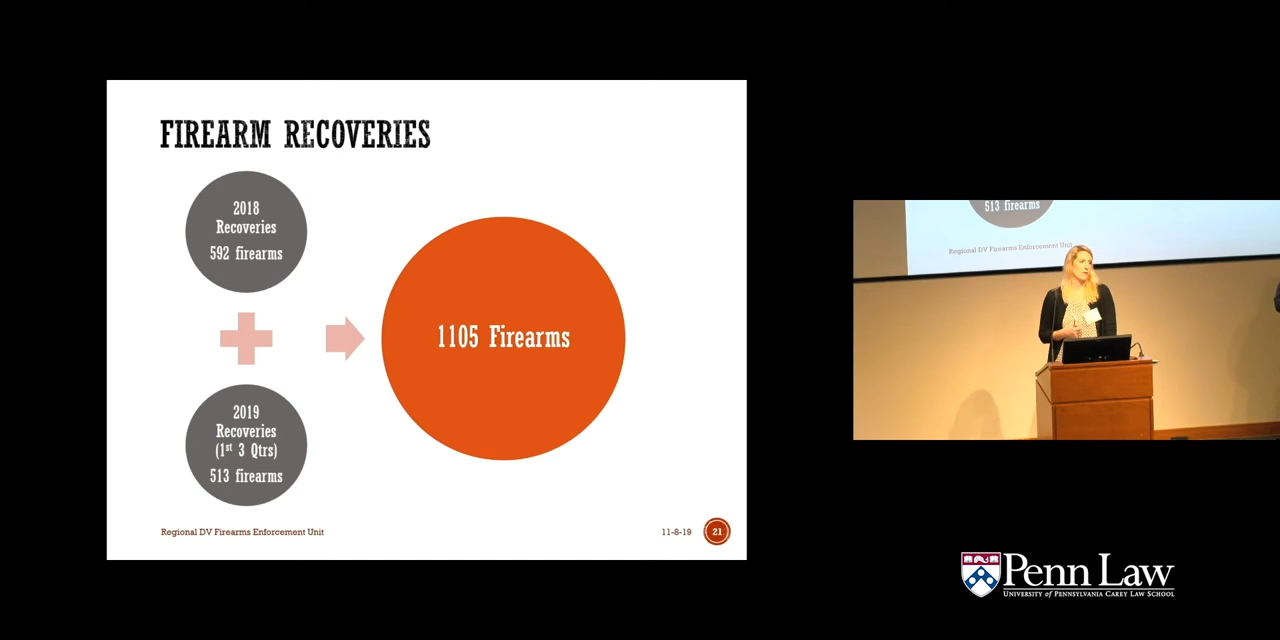 FIREARM RECOVERIES
2018
Recoveries
592 firearms
2019
Recoveries
(1st 3 Qtrs)
513 firearms
1105 Firearms
Regional DV Firearms Enforcement Unit
11-8-19
21
513 firearms
Regional DV Firearms Enforcement Unit
Penn Law
UNIVERSITY of PENNSYLVANIA CAREY LAW SCHOOL